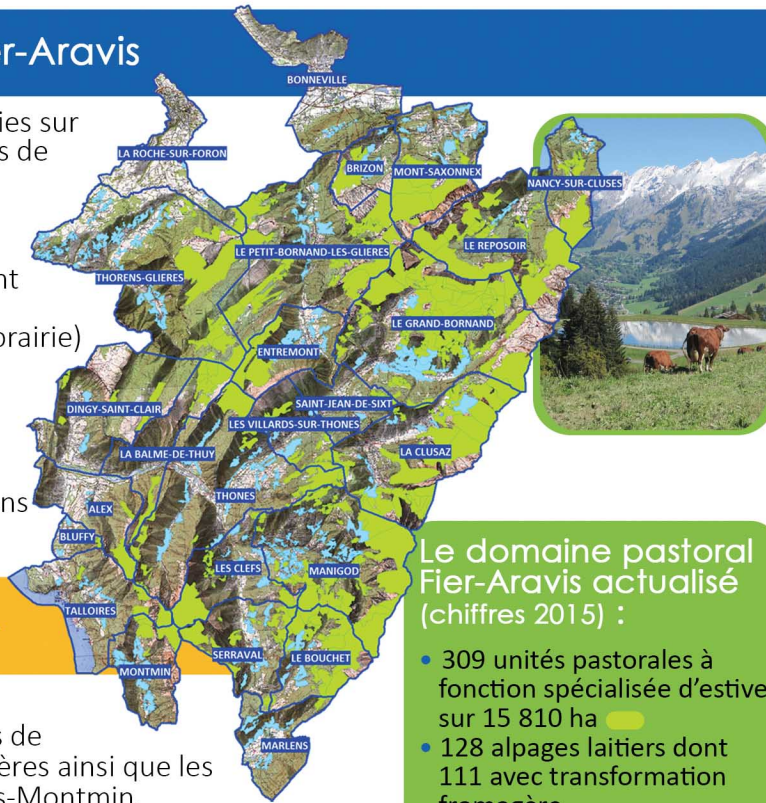 er-Aravis
ies sur
s de
nt
prairie)
ns
s de
ères ainsi que les
s-Montmin.
BONNEVILLE
LA ROCHE-SUR-FORON
BRIZON
MONT-SAXONNEX
NANCY-SUR-CLUSES
LE PETIT-BORNAND-LES-GLIERES
LE REPOSOIR
THORENS-GLIERES
LE GRAND-BORNAND
ENTREMONT
SAINT-JEAN-DE-SIXT
DINGY-SAINT-CLAIR
LES VILLARDS-SUR-THONES
LA BALME-DE-THUY
LA CLUSAZ
THONES
ALEX
BLUFFY
LES CLEFS
MANIGOD
TALLOIRES
SERRAVAL
LE BOUCHET
MONTMIN
MARLENS
Le domaine pastoral
Fier-Aravis actualisé
(chiffres 2015) :
• 309 unités pastorales à
fonction spécialisée d'estive
sur 15 810 ha
• 128 alpages laitiers dont
111 avec transformation
fromagère